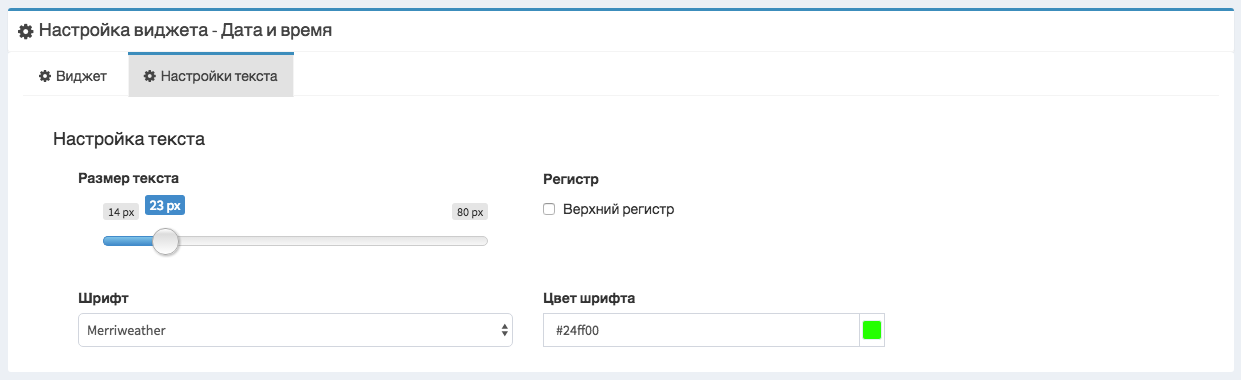 Настройка виджета - Дата и время
Виджет
Настройки текста
Настройка текста
Размер текста
14 px
23 px
80 px
Регистр
Верхний регистр
Шрифт
Merriweather
Цвет шрифта
#24ff00